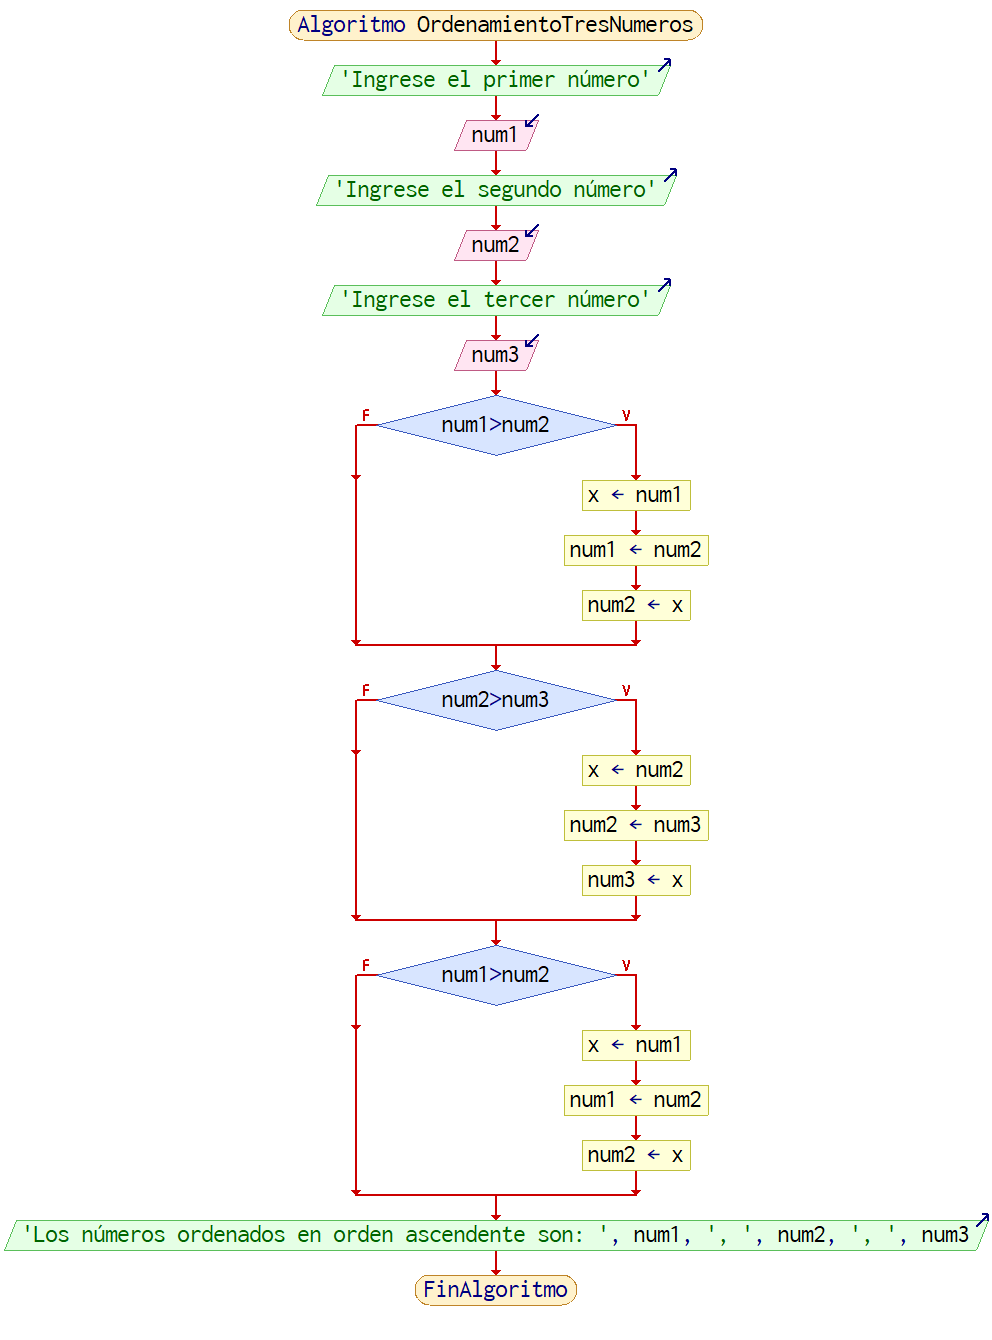 Algoritmo OrdenamientoTresNumeros
'Ingrese el primer número'
num1
'Ingrese el segundo número'
num2
'Ingrese el tercer número'
num3
F
num1>num2
V
x ← num1
num1 ← num2
num2 ← x
F
num2>num3
V
x ← num2
num2 ← num3
num3 ← x
F
num1>num2
V
x ← num1
num1 ← num2
num2 ← x
'Los números ordenados en orden ascendente son: ', num1, ', ', num2, ', ', num3
FinAlgoritmo